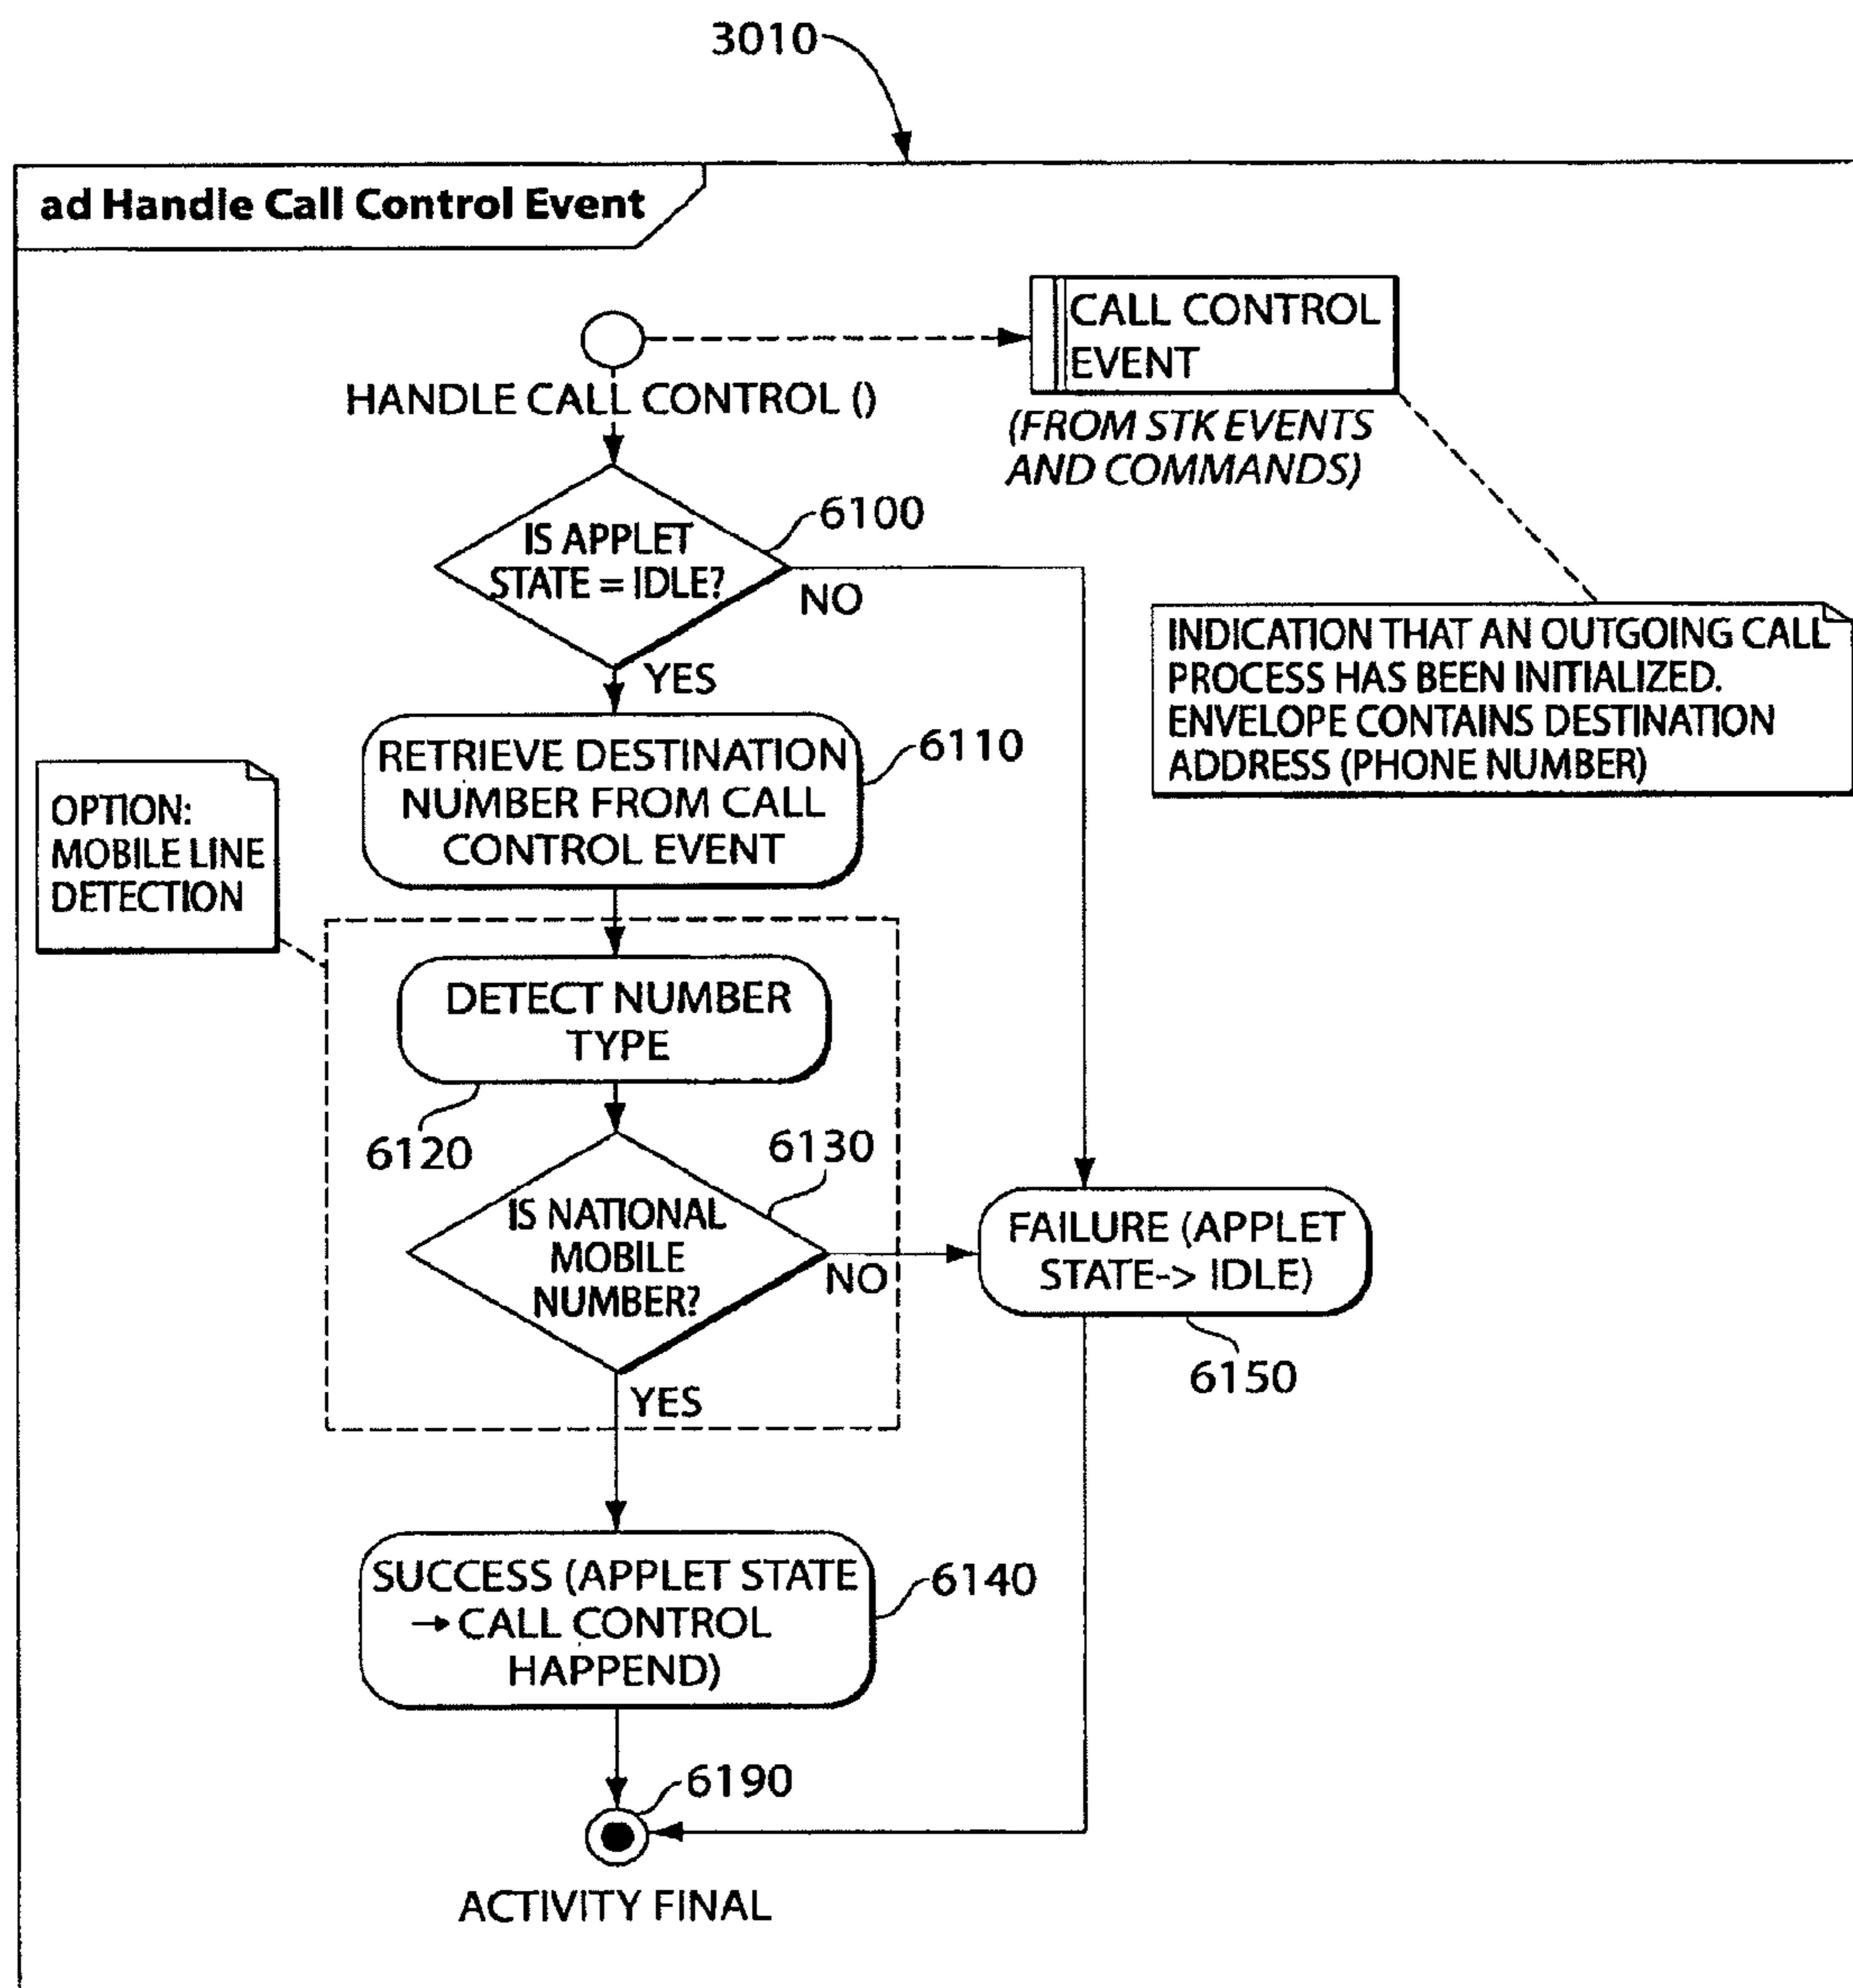 3010
ad Handle Call Control Event
CALL CONTROL
EVENT
HANDLE CALL CONTROL ()
(FROM STK EVENTS
AND COMMANDS)
6100
IS APPLET
STATE = IDLE?
NO
YES
INDICATION THAT AN OUTGOING CALL
PROCESS HAS BEEN INITIALIZED.
ENVELOPE CONTAINS DESTINATION
ADDRESS (PHONE NUMBER)
RETRIEVE DESTINATION
NUMBER FROM CALL
CONTROL EVENT
6110
OPTION:
MOBILE LINE
DETECTION
DETECT NUMBER
TYPE
6120
6130
IS NATIONAL
MOBILE
NUMBER?
NO
YES
FAILURE (APPLET
STATE-> IDLE)
6150
SUCCESS (APPLET STATE
→ CALL CONTROL
HAPPEND)
6140
6190
ACTIVITY FINAL